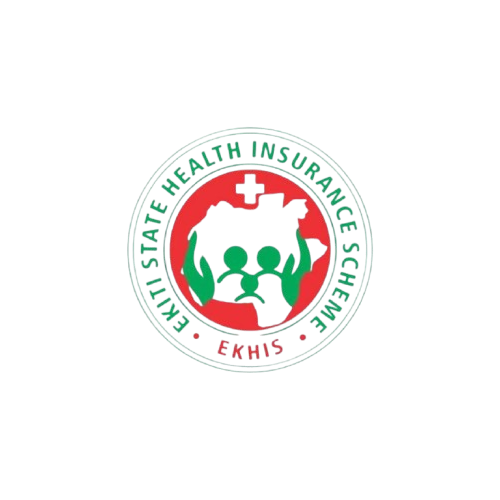 EKITI STATE HEALTH INSURANCE SCHEME
• EKHIS •